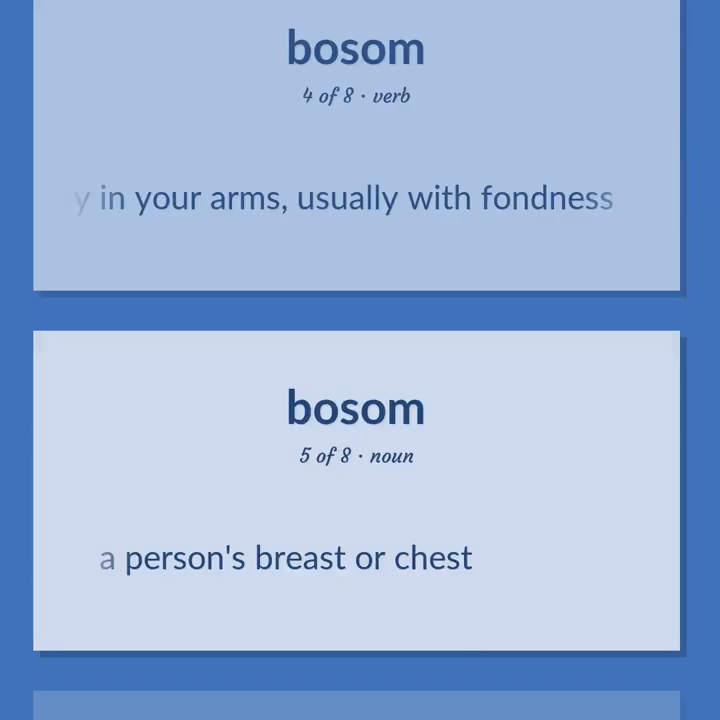 bosom
4 of 8 · verb
y in your arms, usually with fondness
bosom
5 of 8 · noun
a person's breast or chest